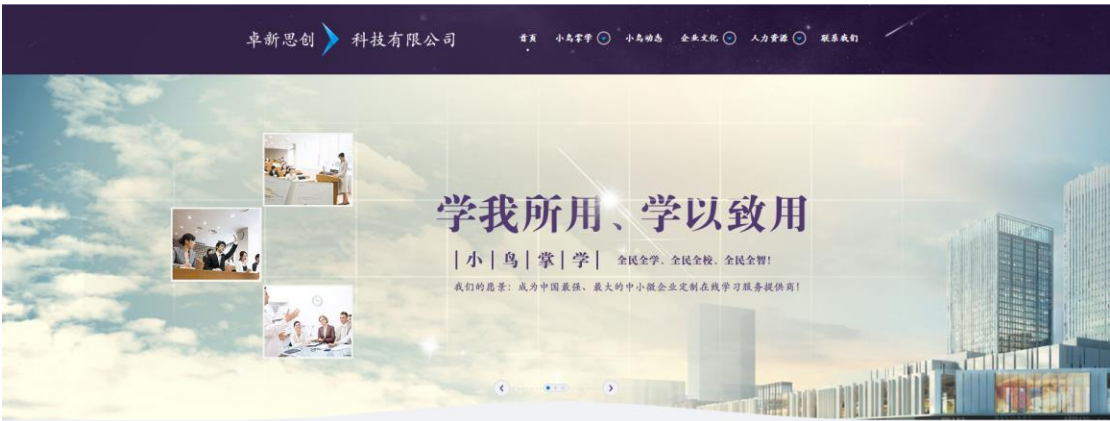 卓新思创 科技有限公司
首页 小鸟掌学 小鸟动态 企业文化 人力资源 联系我们
学我所用、学以致用
|小|鸟|掌|学| 全民全学、全民全校、全民全智!
我们的愿景:成为中国最强、最大的中小微企业定制在线学习服务提供商!